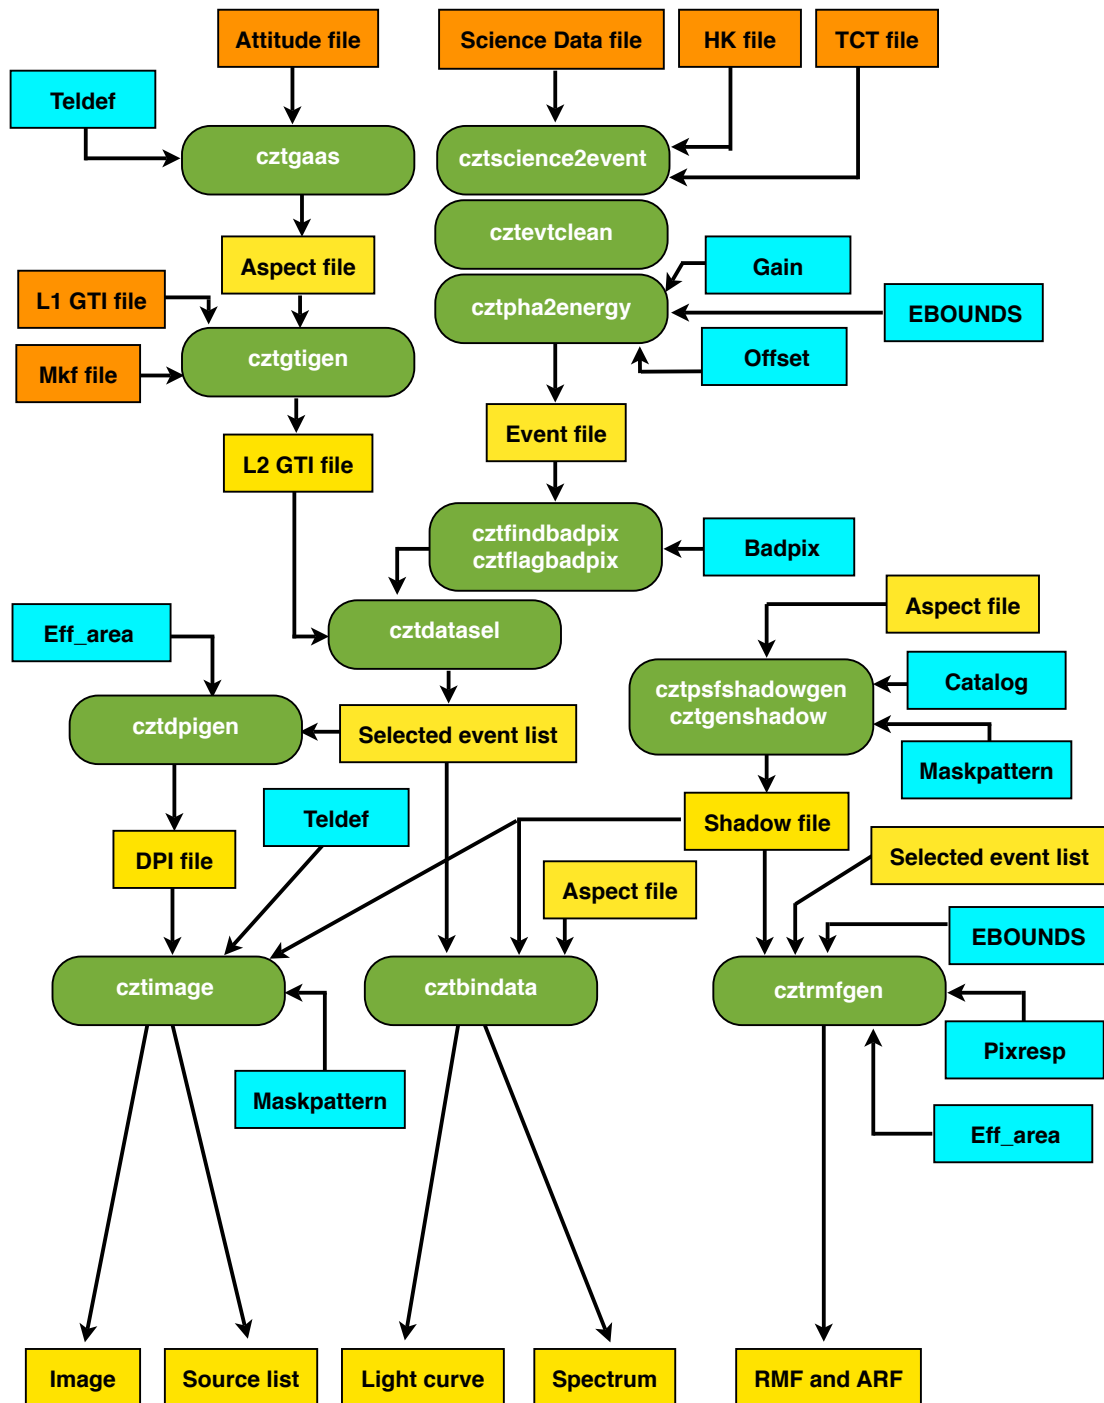 Attitude file
Science Data file
HK file
TCT file
Teldef
cztgaas
cztscience2event
cztevtclean
Aspect file
Gain
L1 GTI file
cztpha2energy
EBOUNDS
cztgtigen
Mkf file
Offset
Event file
L2 GTI file
cztfindbadpix
cztflagbadpix
Badpix
Aspect file
Eff_area
cztdatasel
cztpsfshadowgen
cztgenshadow
Catalog
cztdpigen
Selected event list
Maskpattern
Teldef
Shadow file
DPI file
Selected event list
Aspect file
EBOUNDS
cztimage
cztbindata
cztrmfgen
Pixresp
Maskpattern
Eff_area
Image
Source list
Light curve
Spectrum
RMF and ARF